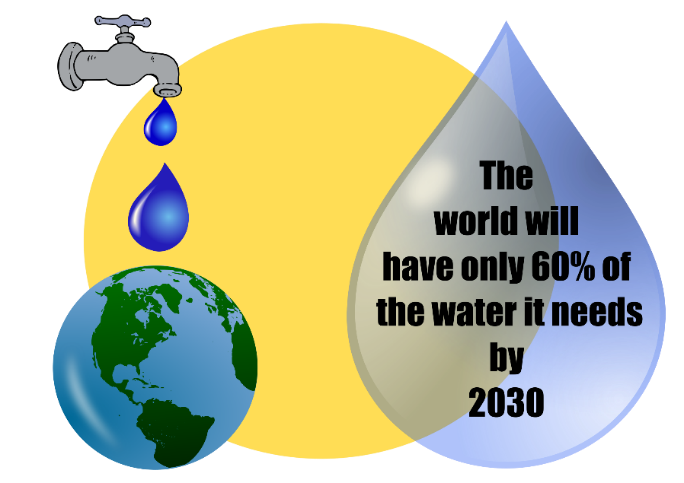 The
world will
have only 60% of
the water it needs
by
2030